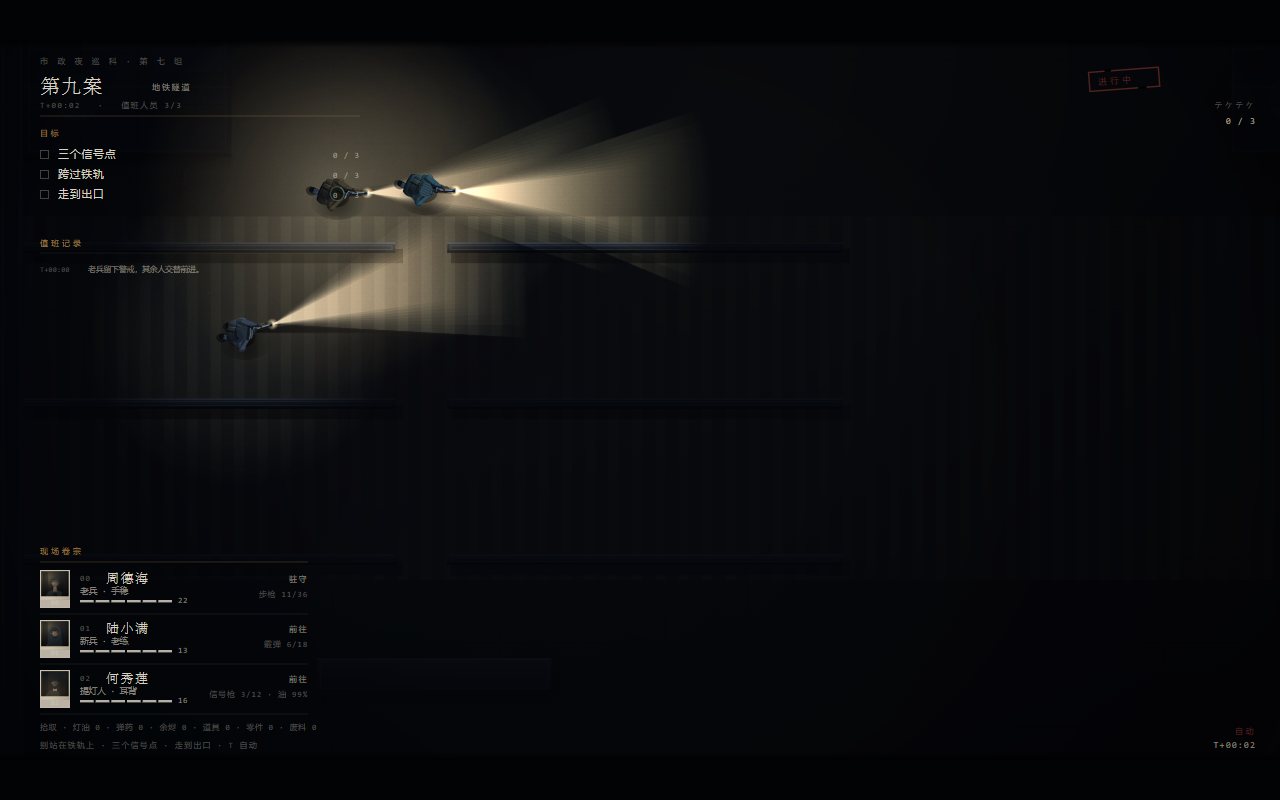 市政夜巡科 · 第七组
第九案 地铁隧道
T+00:02 · 值班人员 3/3
进行中
テケテケ
0 / 3
目标
三个信号点 0 / 3
跨过铁轨 0 / 3
走到出口 0 / 3
值班记录
T+00:00 老兵留下警戒，其余人交替前进。
现场卷宗
00 周德海 驻守
老兵 · 手稳 步枪 11/36
22
01 陆小满 前往
新兵 · 老练 霰弹 6/18
13
02 何秀莲 前往
提灯人 · 耳背 信号枪 3/12 · 油 99%
16
拾取 · 灯油 0 · 弹药 0 · 余烬 0 · 道具 0 · 零件 0 · 废料 0
别站在铁轨上 · 三个信号点 · 走到出口 · T 自动
自动
T+00:02